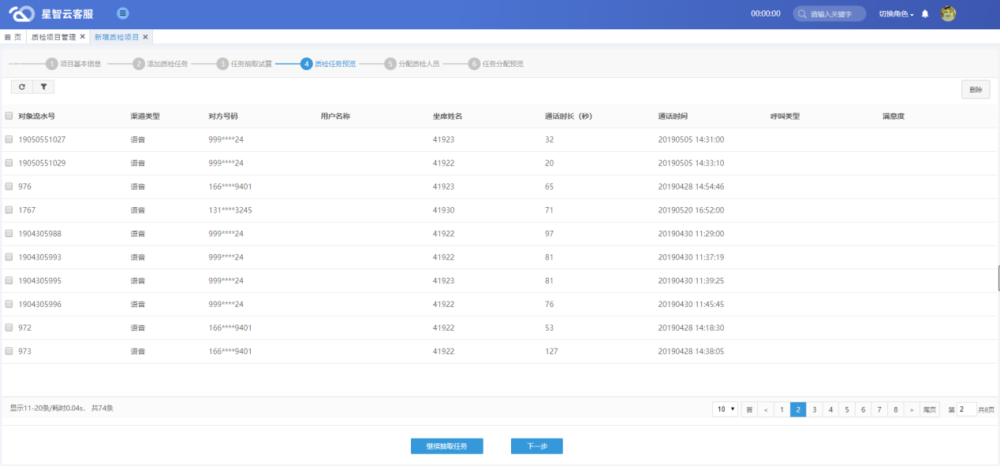 星智云客服
00:00:00
请输入关键字
切换角色
首 页
质检项目管理 ×
新增质检项目 ×
1 项目基本信息
2 添加质检任务
3 任务抽取试算
4 质检任务预览
5 分配质检人员
6 任务分配预览
删除
对象流水号 渠道类型 对方号码 用户名称 坐席姓名 通话时长（秒） 通话时间 呼叫类型 满意度
19050551027 语音 999****24 41923 32 20190505 14:31:00
19050551029 语音 999****24 41922 20 20190505 14:33:10
976 语音 166****9401 41923 65 20190428 14:54:46
1767 语音 131****3245 41930 71 20190520 16:52:00
1904305988 语音 999****24 41922 97 20190430 11:29:00
1904305993 语音 999****24 41922 81 20190430 11:37:19
1904305995 语音 999****24 41923 81 20190430 11:39:25
1904305996 语音 999****24 41922 76 20190430 11:45:45
972 语音 166****9401 41922 53 20190428 14:18:30
973 语音 166****9401 41922 127 20190428 14:38:05
显示11-20条/耗时0.04s， 共74条
10 首 < 1 2 3 4 5 6 7 8 > 尾页 第 2 共8页
继续抽取任务
下一步